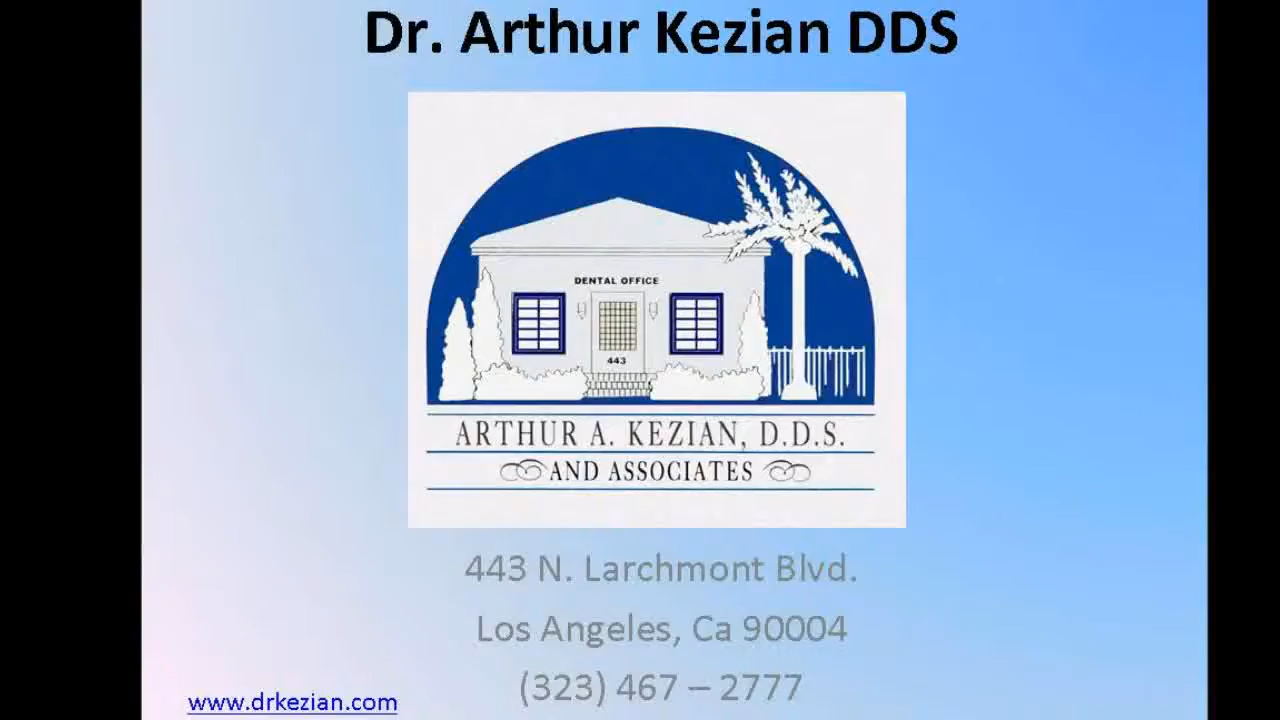 Dr. Arthur Kezian DDS
DENTAL OFFICE
443
ARTHUR A. KEZIAN, D.D.S.
AND ASSOCIATES
443 N. Larchmont Blvd.
Los Angeles, Ca 90004
(323) 467 – 2777
www.drkezian.com